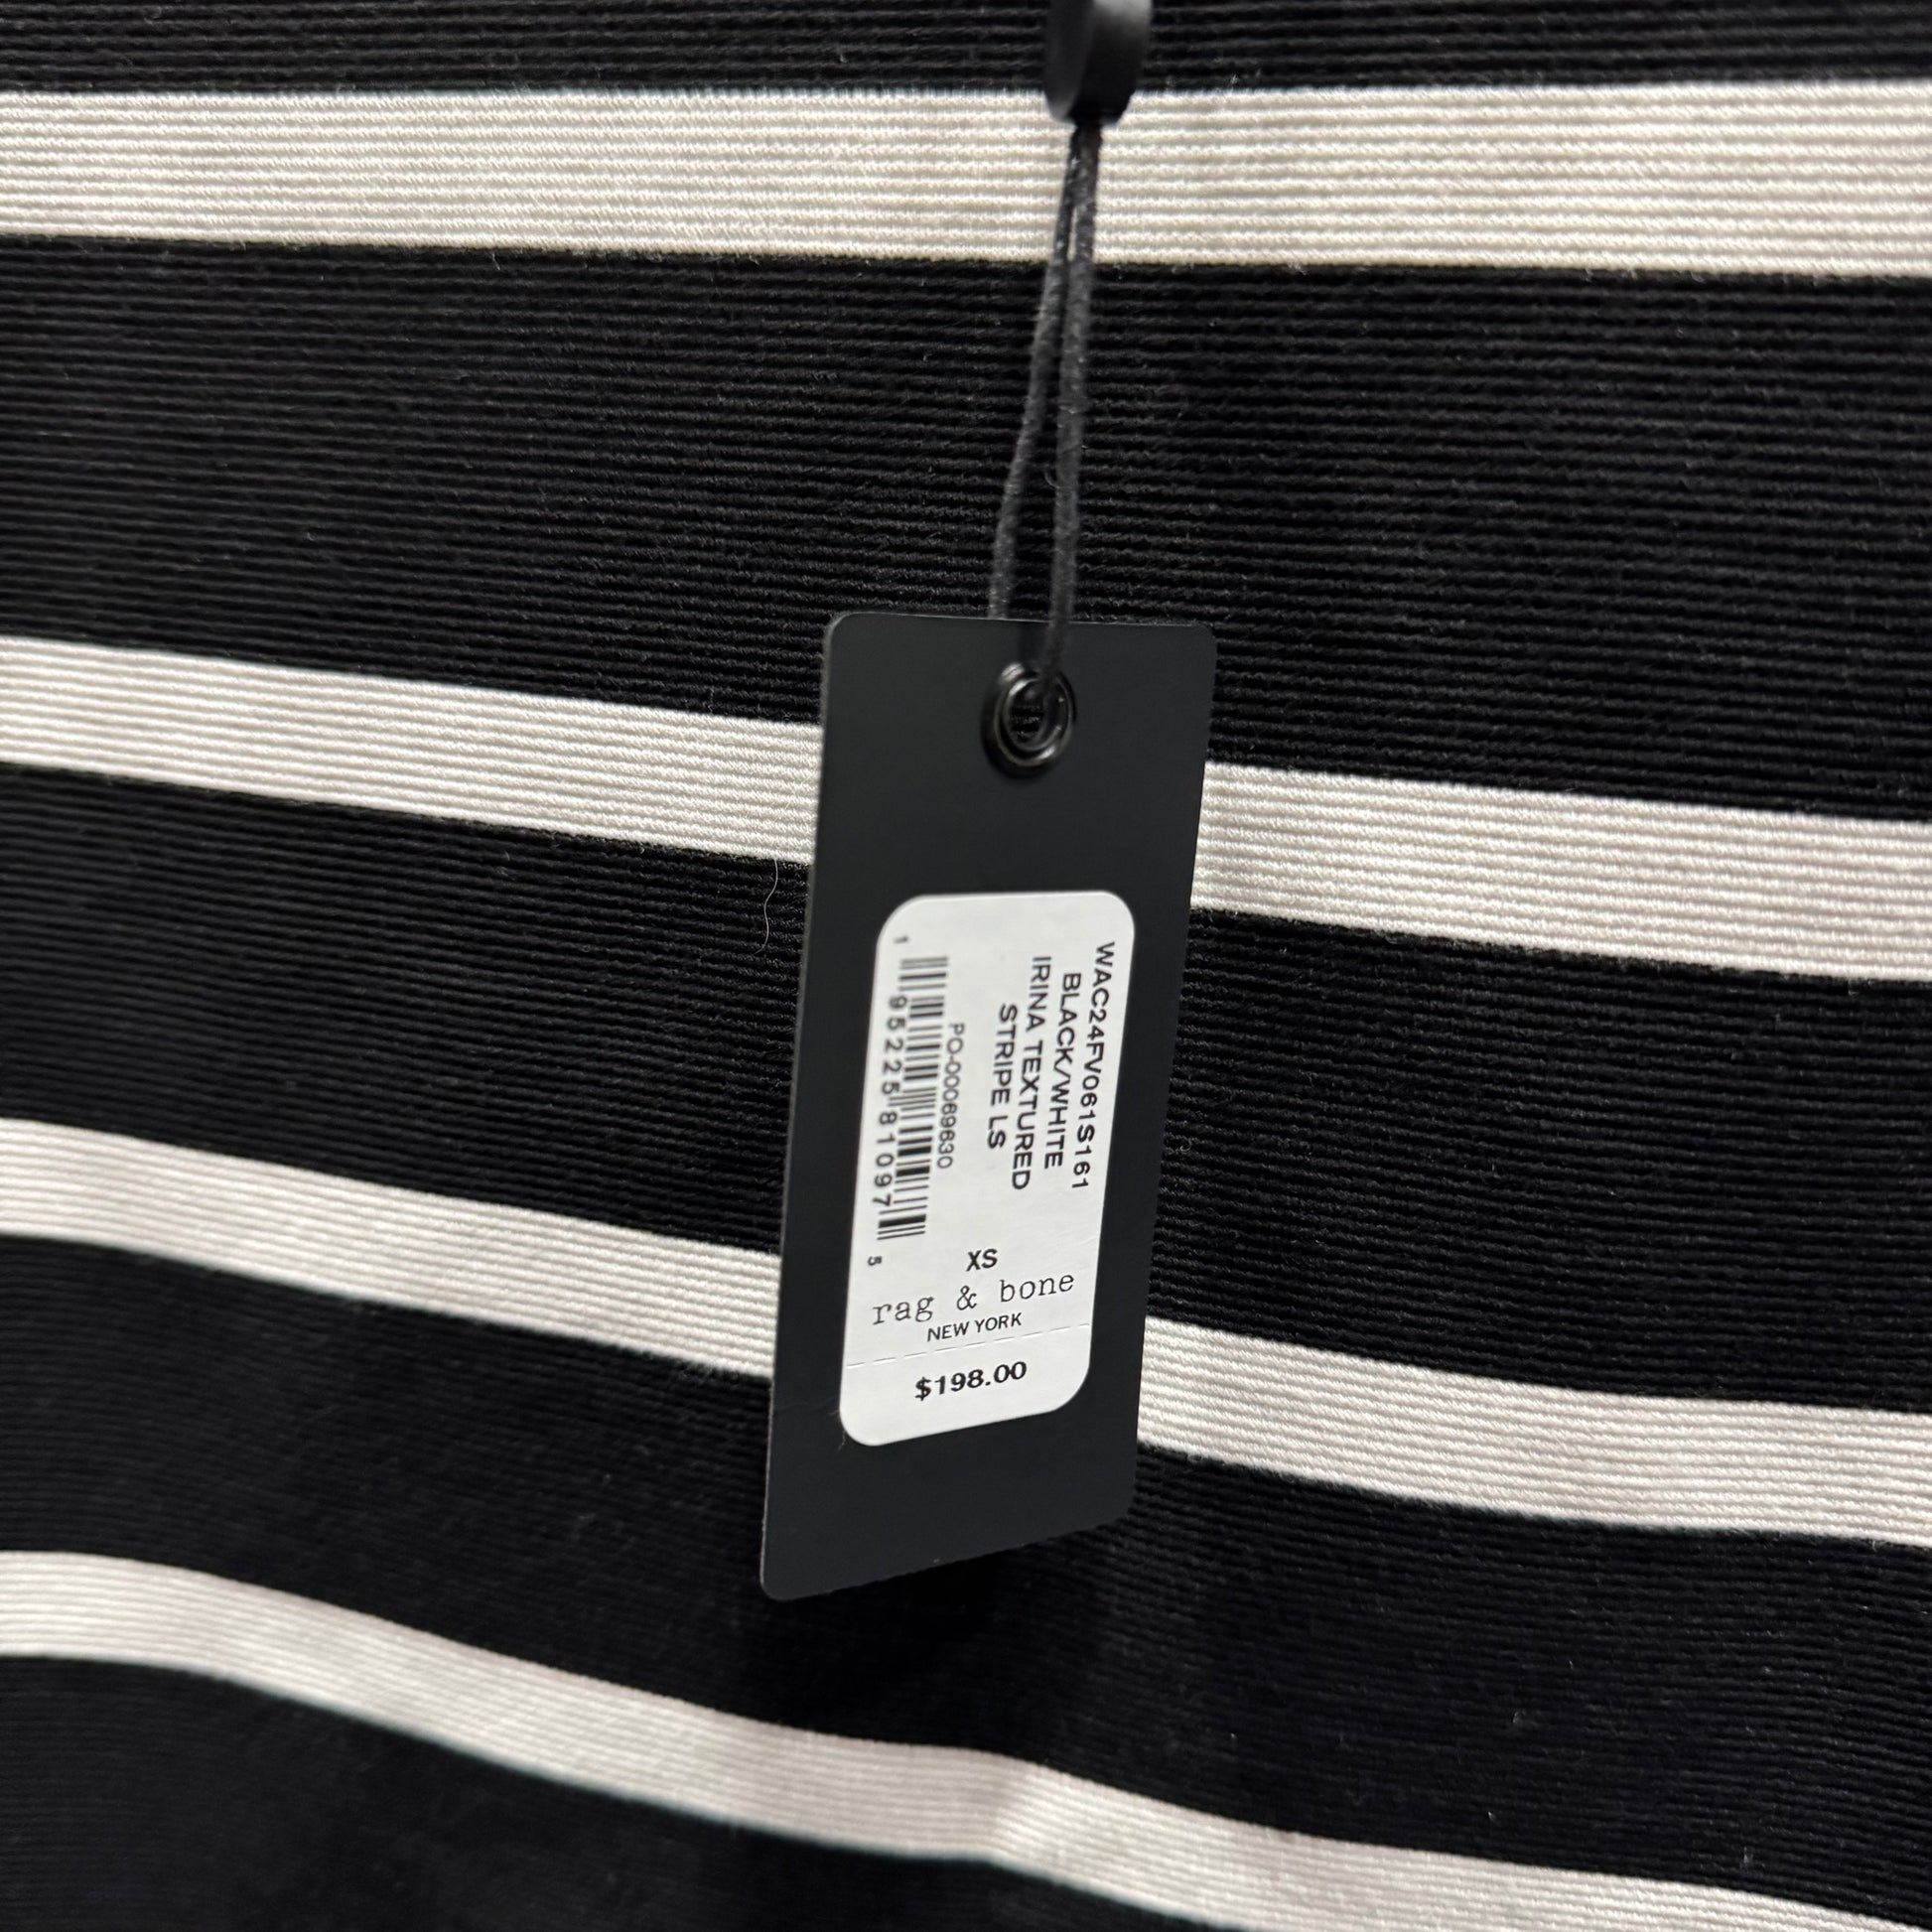 WAC24FV061S161
BLACK/WHITE
IRINA TEXTURED
STRIPE LS
PO-00069630
1 95225 81097 5
XS
rag & bone
NEW YORK
$198.00